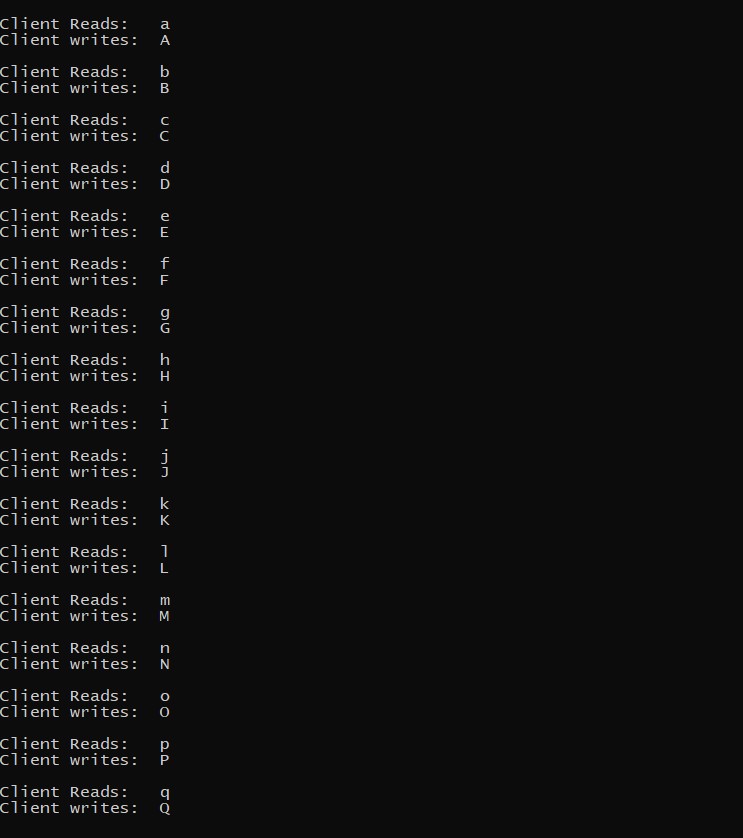 Client Reads: a
Client writes: A
Client Reads: b
Client writes: B
Client Reads: c
Client writes: C
Client Reads: d
Client writes: D
Client Reads: e
Client writes: E
Client Reads: f
Client writes: F
Client Reads: g
Client writes: G
Client Reads: h
Client writes: H
Client Reads: i
Client writes: I
Client Reads: j
Client writes: J
Client Reads: k
Client writes: K
Client Reads: l
Client writes: L
Client Reads: m
Client writes: M
Client Reads: n
Client writes: N
Client Reads: o
Client writes: O
Client Reads: p
Client writes: P
Client Reads: q
Client writes: Q